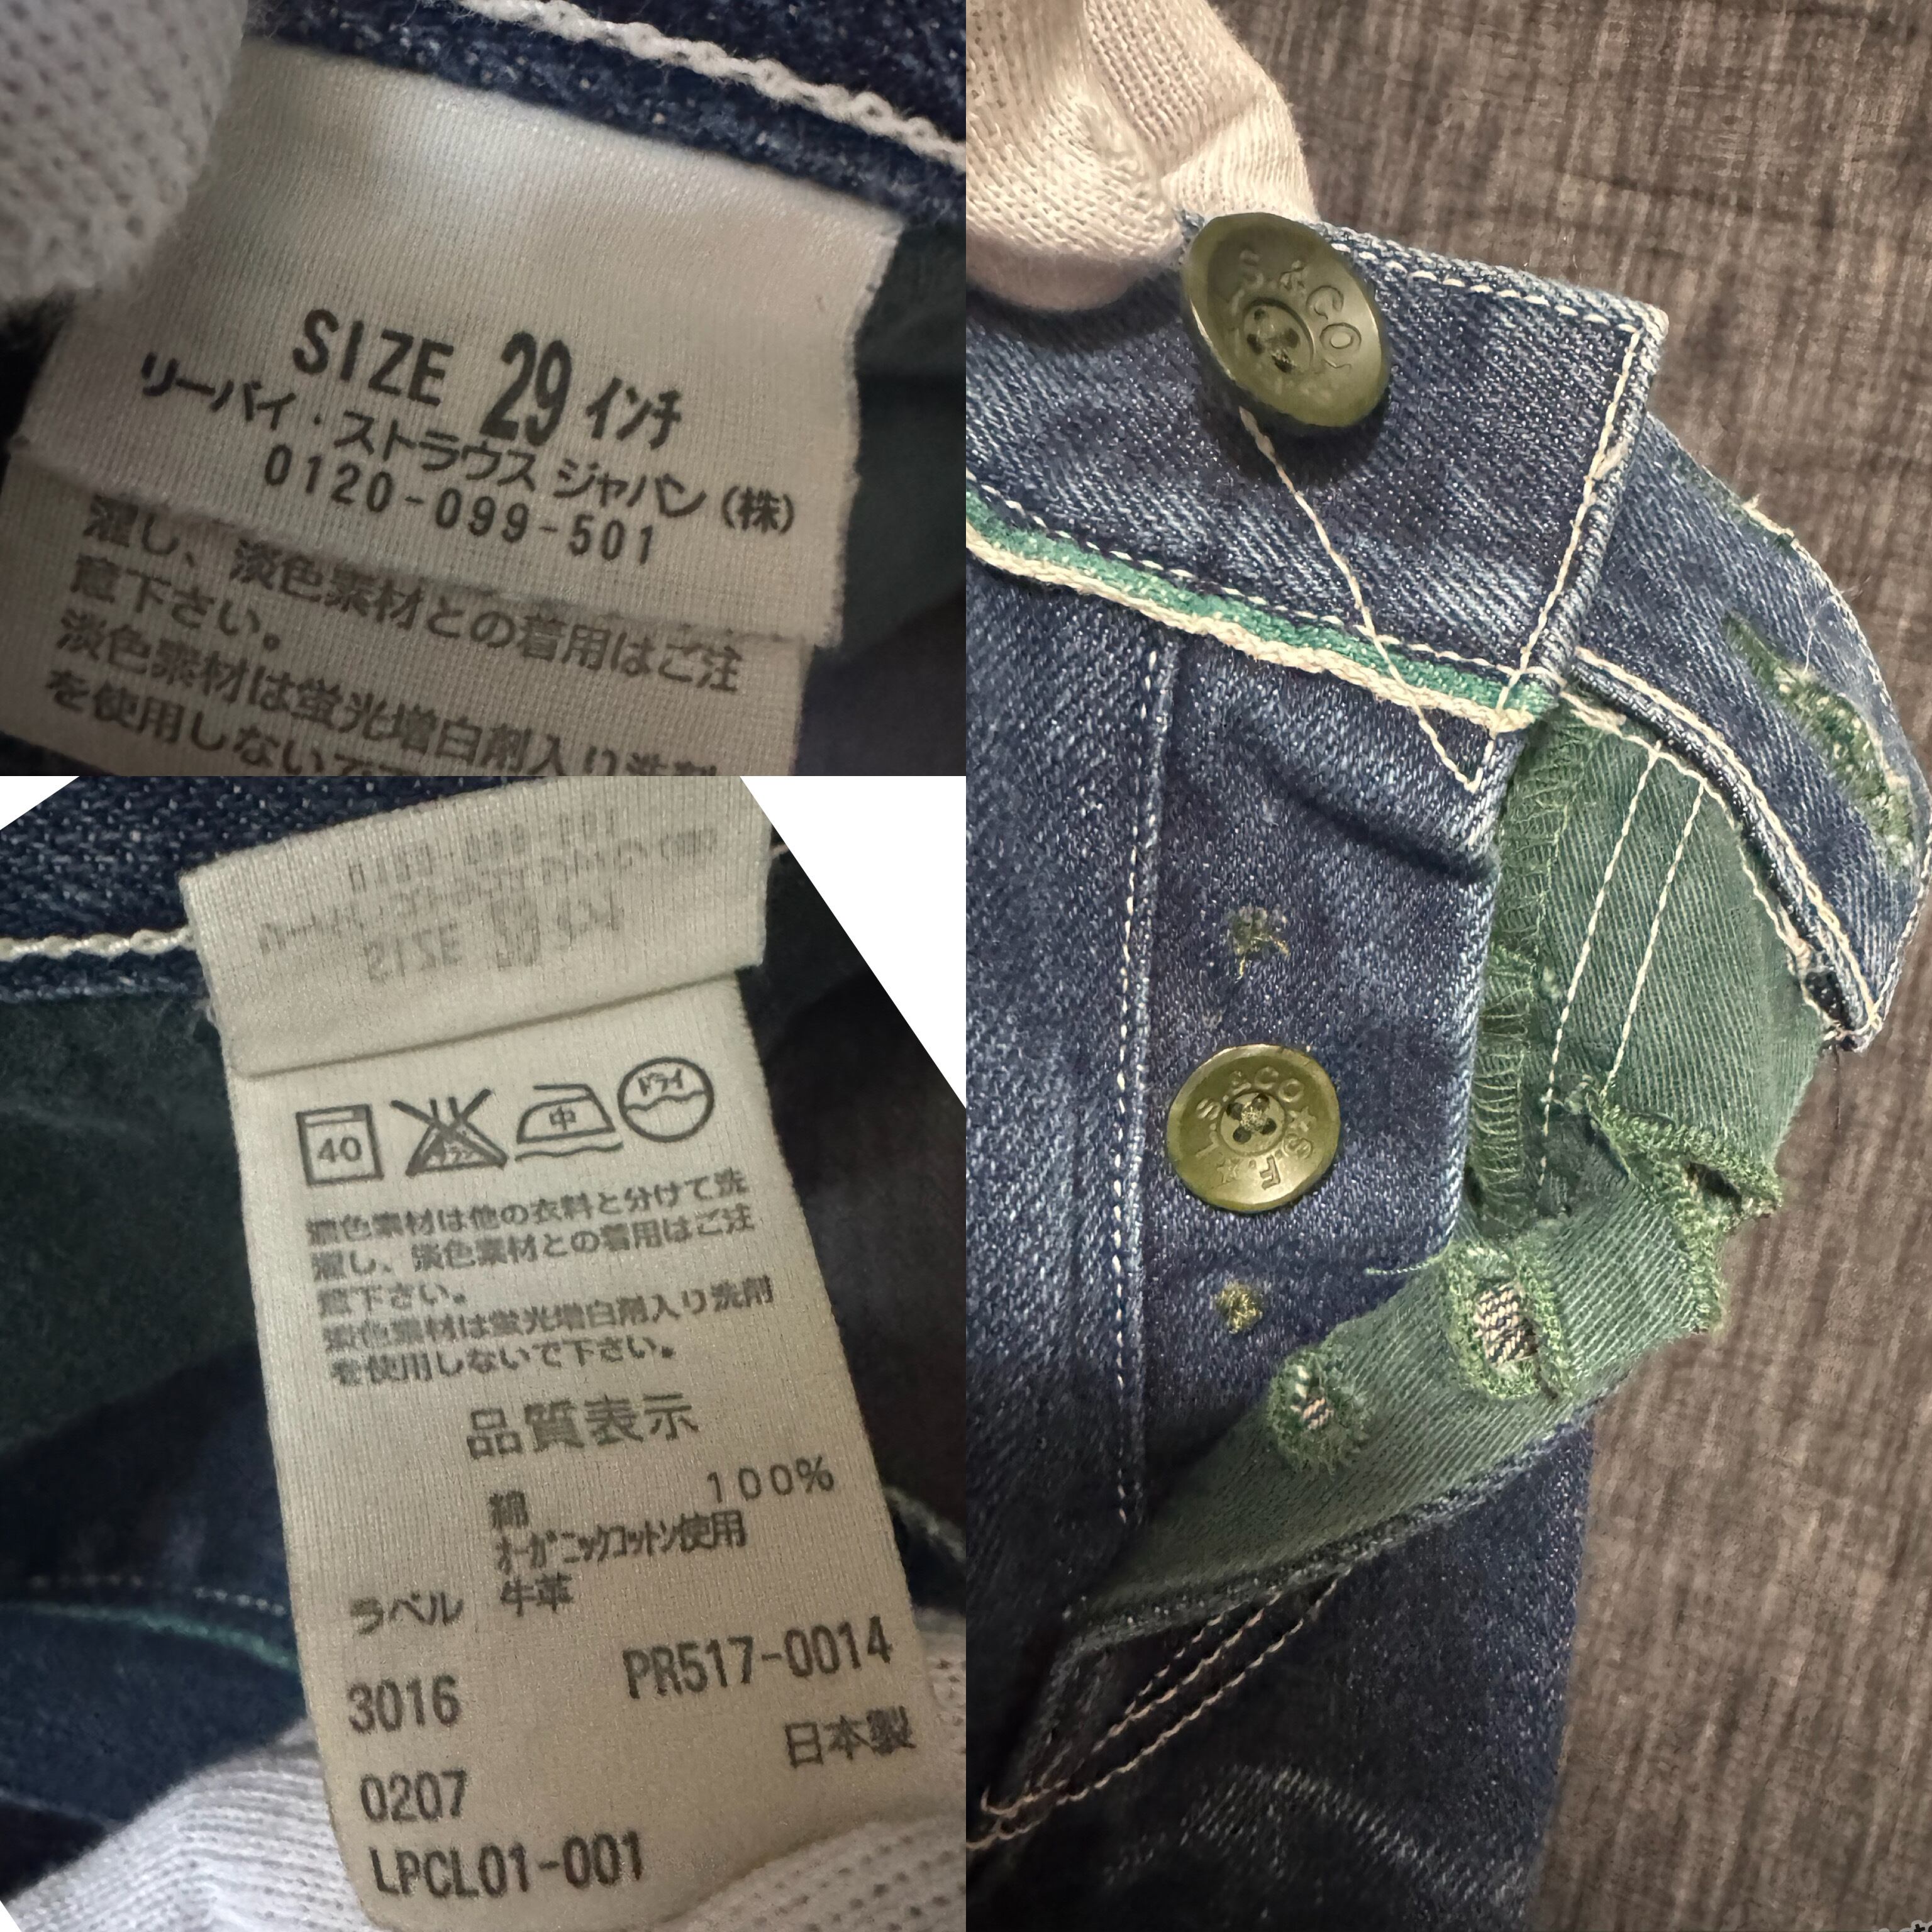 SIZE 29 インチ
リーバイ・ストラウス ジャパン (株)
0120-099-501
濯し、淡色素材との着用はご注
意下さい。
淡色素材は蛍光増白剤入り洗剤
を使用しないで下
40
中
ドライ
濃色素材は他の衣料と分けて洗
濯し、淡色素材との着用はご注
意下さい。
淡色素材は蛍光増白剤入り洗剤
を使用しないで下さい。
品質表示
綿 100%
オーガニックコットン使用
ラベル 牛革
3016 PR517-0014
0207 日本製
LPCL01-001
S.&CO.
L.S.&CO.★S.F.★